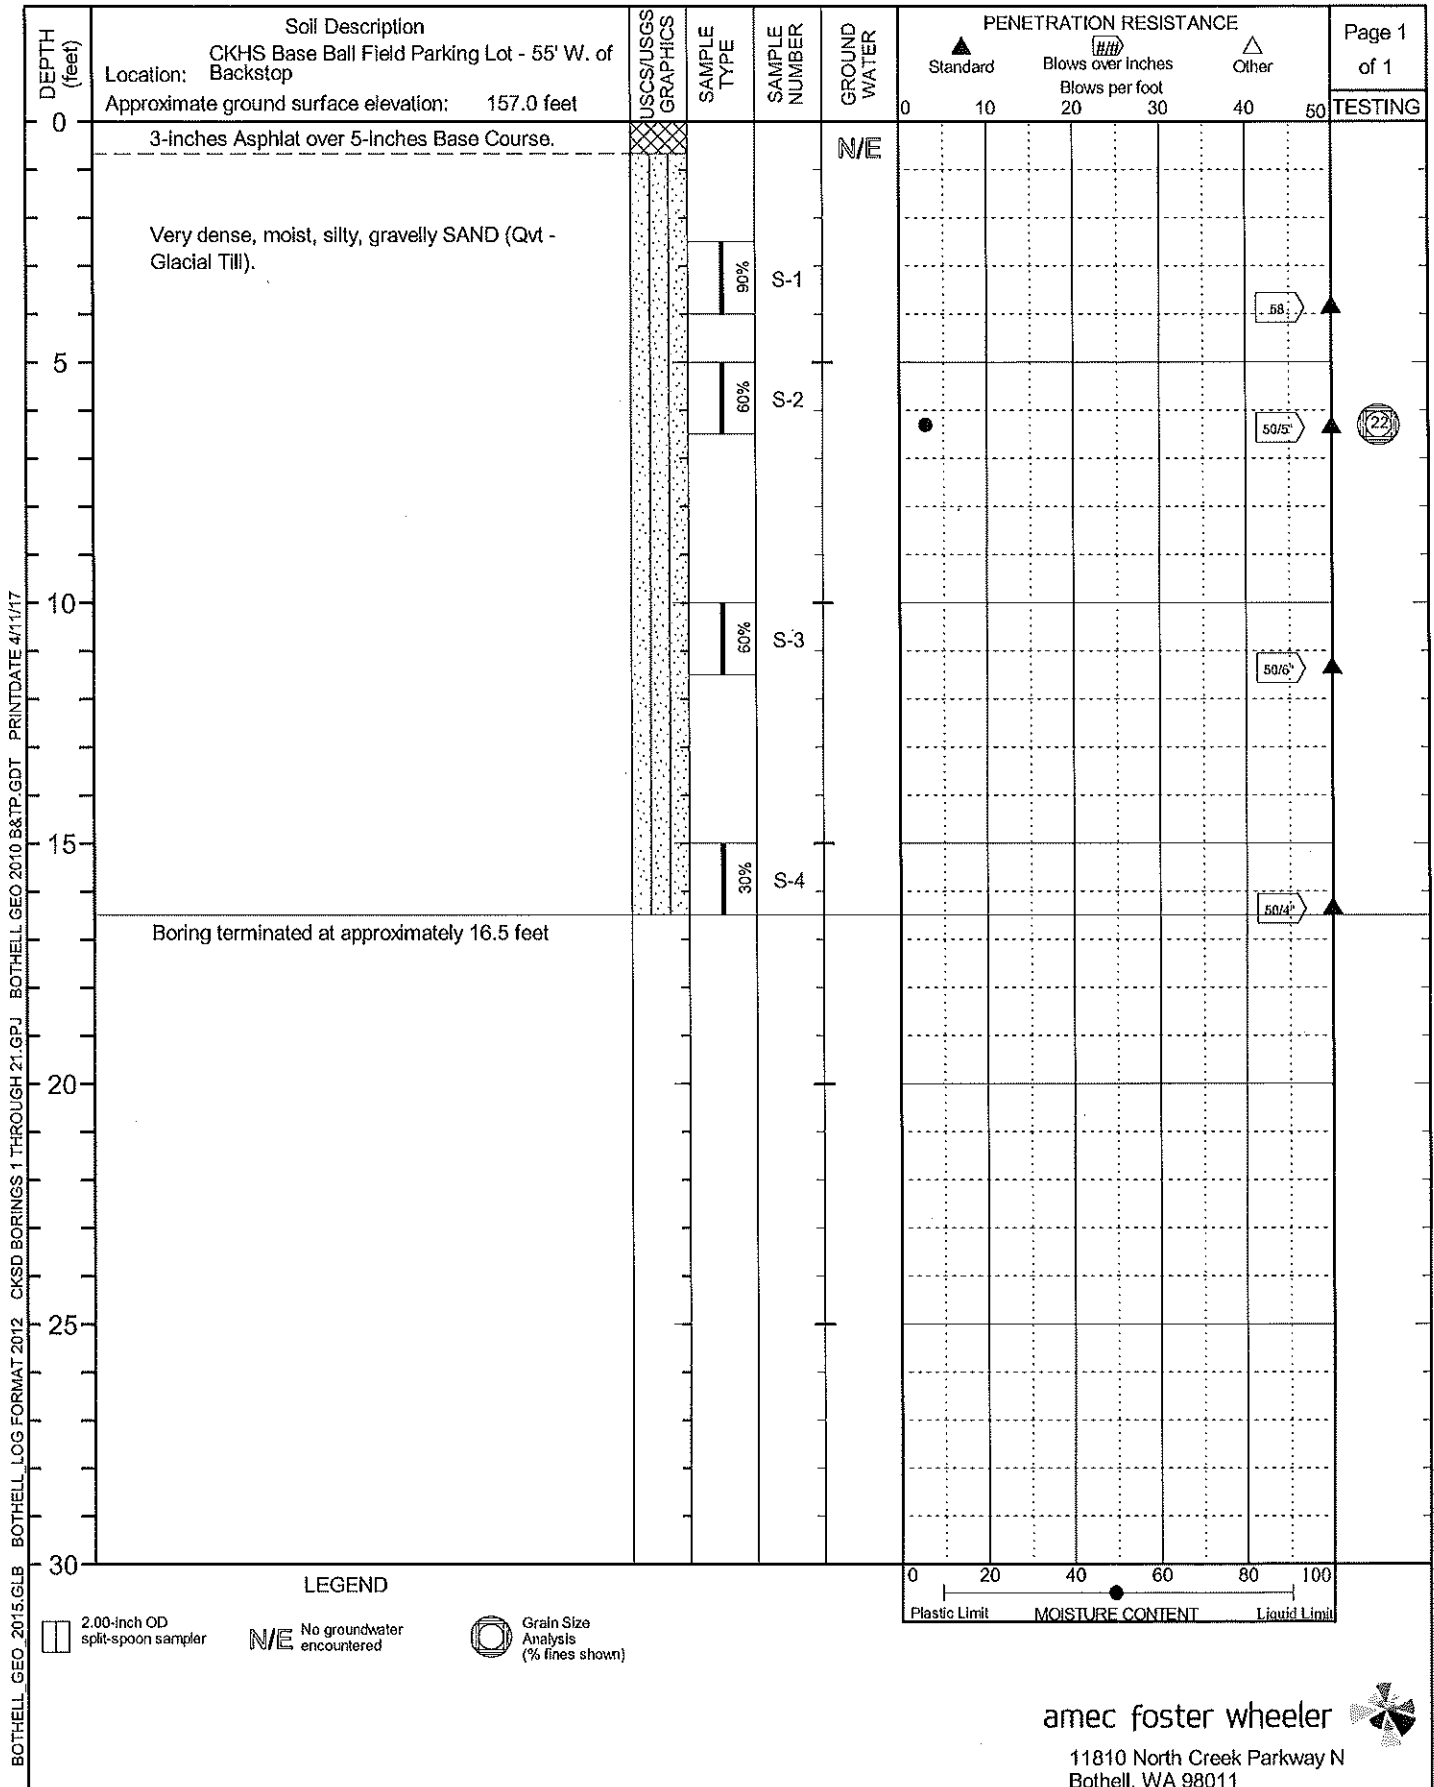 DEPTH
(feet)
Soil Description
Location: CKHS Base Ball Field Parking Lot - 55' W. of
Backstop
Approximate ground surface elevation: 157.0 feet
USCS/USGS
GRAPHICS
SAMPLE
TYPE
SAMPLE
NUMBER
GROUND
WATER
PENETRATION RESISTANCE
##/##
Standard
Blows over inches
Other
Blows per foot
0 10 20 30 40 50
Page 1
of 1
TESTING
0
3-inches Asphlat over 5-inches Base Course.
N/E
Very dense, moist, silty, gravelly SAND (Qvt -
Glacial Till).
90%
S-1
58
5
60%
S-2
50/5"
22
10
60%
S-3
50/6"
15
30%
S-4
50/4"
Boring terminated at approximately 16.5 feet
20
25
30
0 20 40 60 80 100
Plastic Limit MOISTURE CONTENT Liquid Limit
LEGEND
2.00-inch OD
split-spoon sampler
N/E No groundwater
encountered
Grain Size
Analysis
(% fines shown)
BOTHELL_GEO_2015.GLB BOTHELL_LOG FORMAT 2012 CKSD BORINGS 1 THROUGH 21.GPJ BOTHELL GEO 2010 B&TP.GDT PRINTDATE 4/11/17
amec foster wheeler
11810 North Creek Parkway N
Bothell, WA 98011